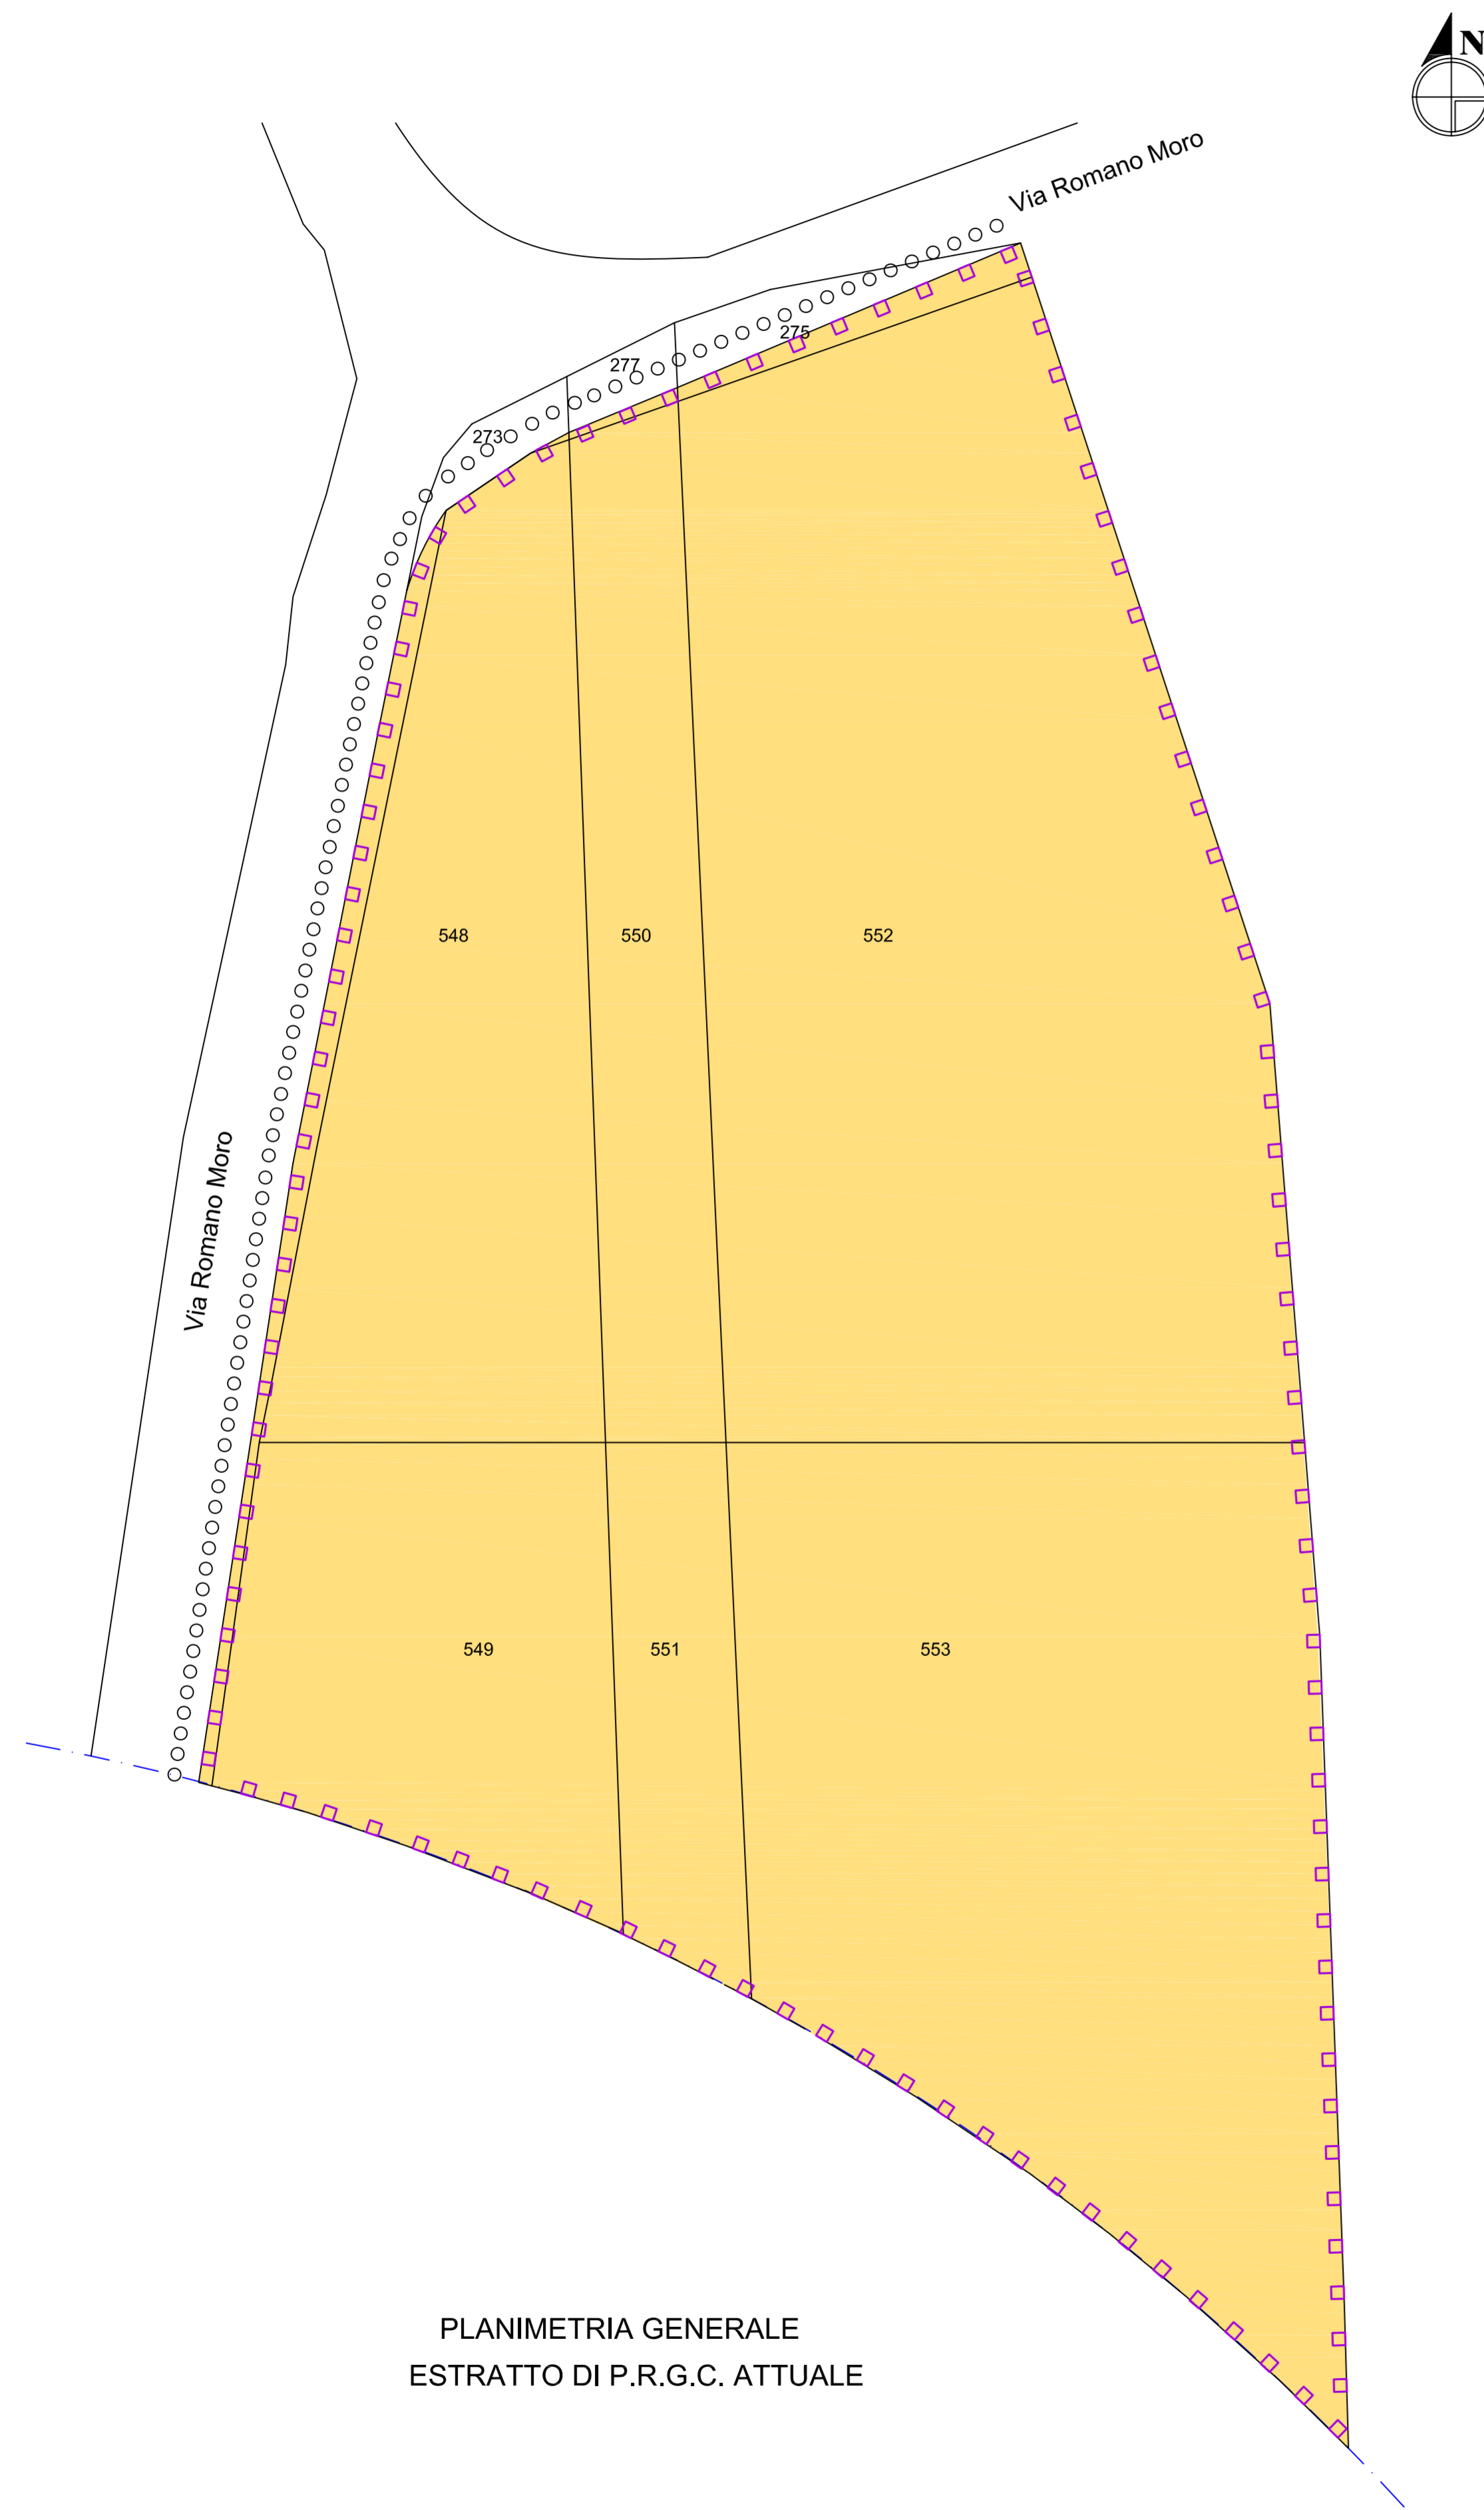 N
Via Romano Moro
275
277
273
548
550
552
Via Romano Moro
549
551
553
PLANIMETRIA GENERALE
ESTRATTO DI P.R.G.C. ATTUALE